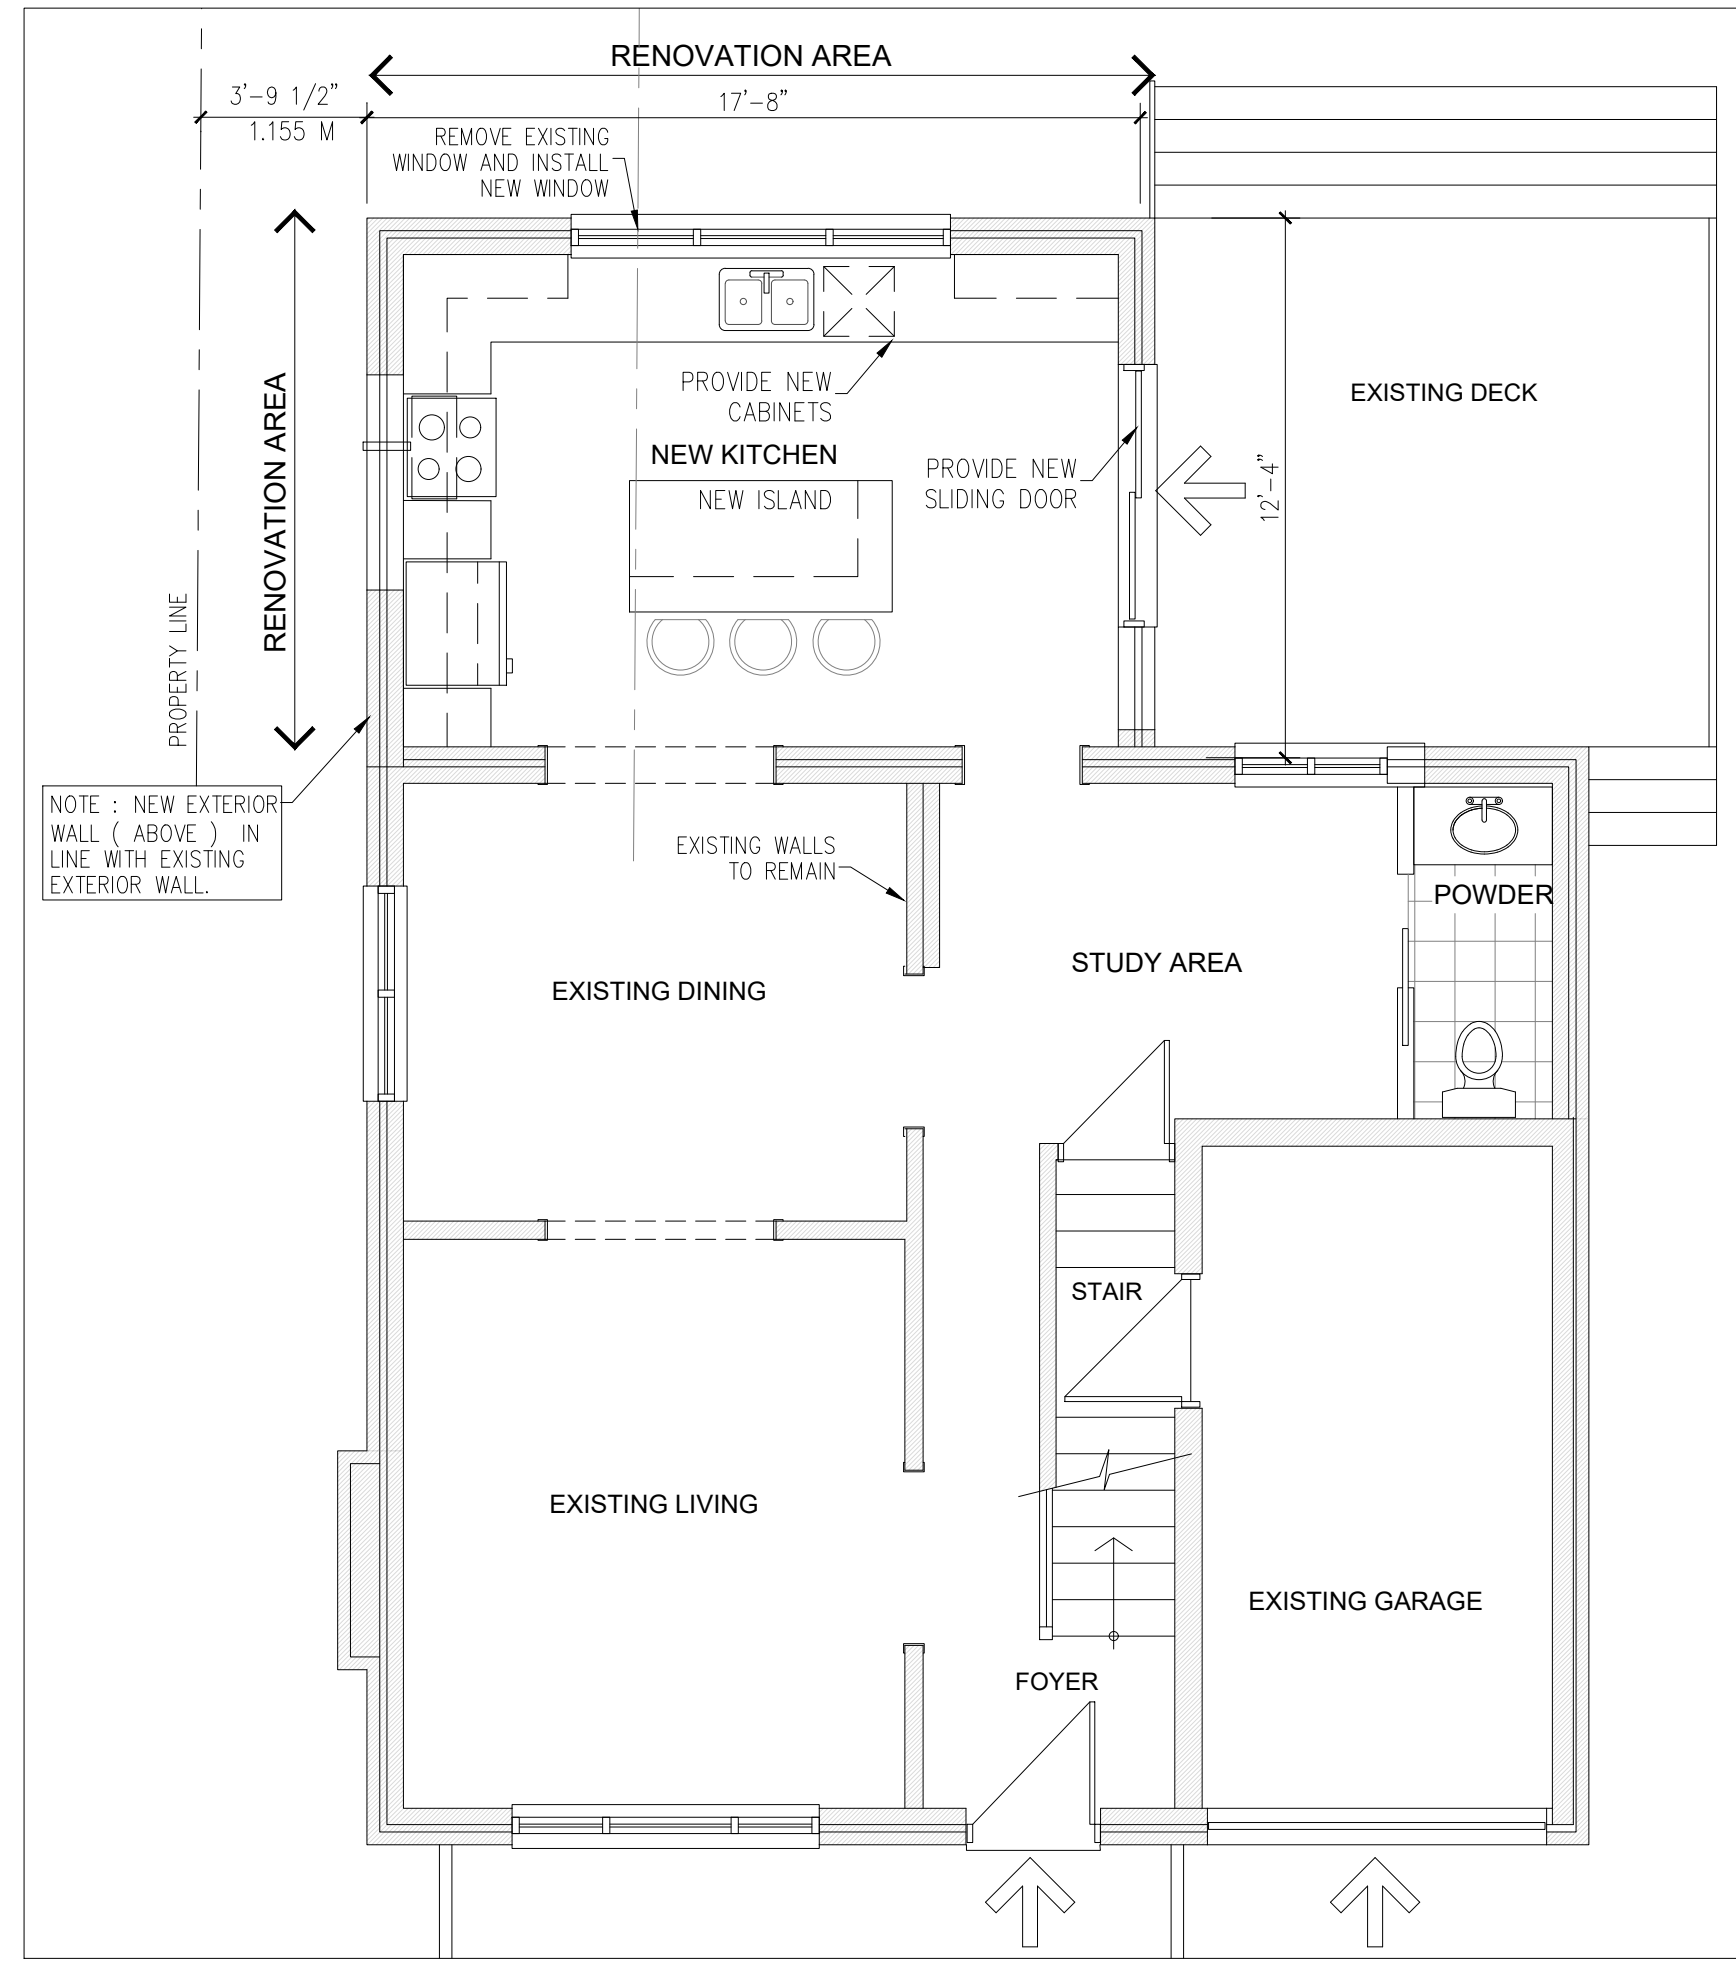 RENOVATION AREA
3’–9 1/2”
1.155 M
17’–8”
REMOVE EXISTING
WINDOW AND INSTALL
NEW WINDOW
RENOVATION AREA
PROPERTY LINE
PROVIDE NEW
CABINETS
NEW KITCHEN
NEW ISLAND
PROVIDE NEW
SLIDING DOOR
EXISTING DECK
12’–4”
NOTE : NEW EXTERIOR
WALL ( ABOVE ) IN
LINE WITH EXISTING
EXTERIOR WALL.
EXISTING WALLS
TO REMAIN
POWDER
STUDY AREA
EXISTING DINING
STAIR
EXISTING LIVING
EXISTING GARAGE
FOYER